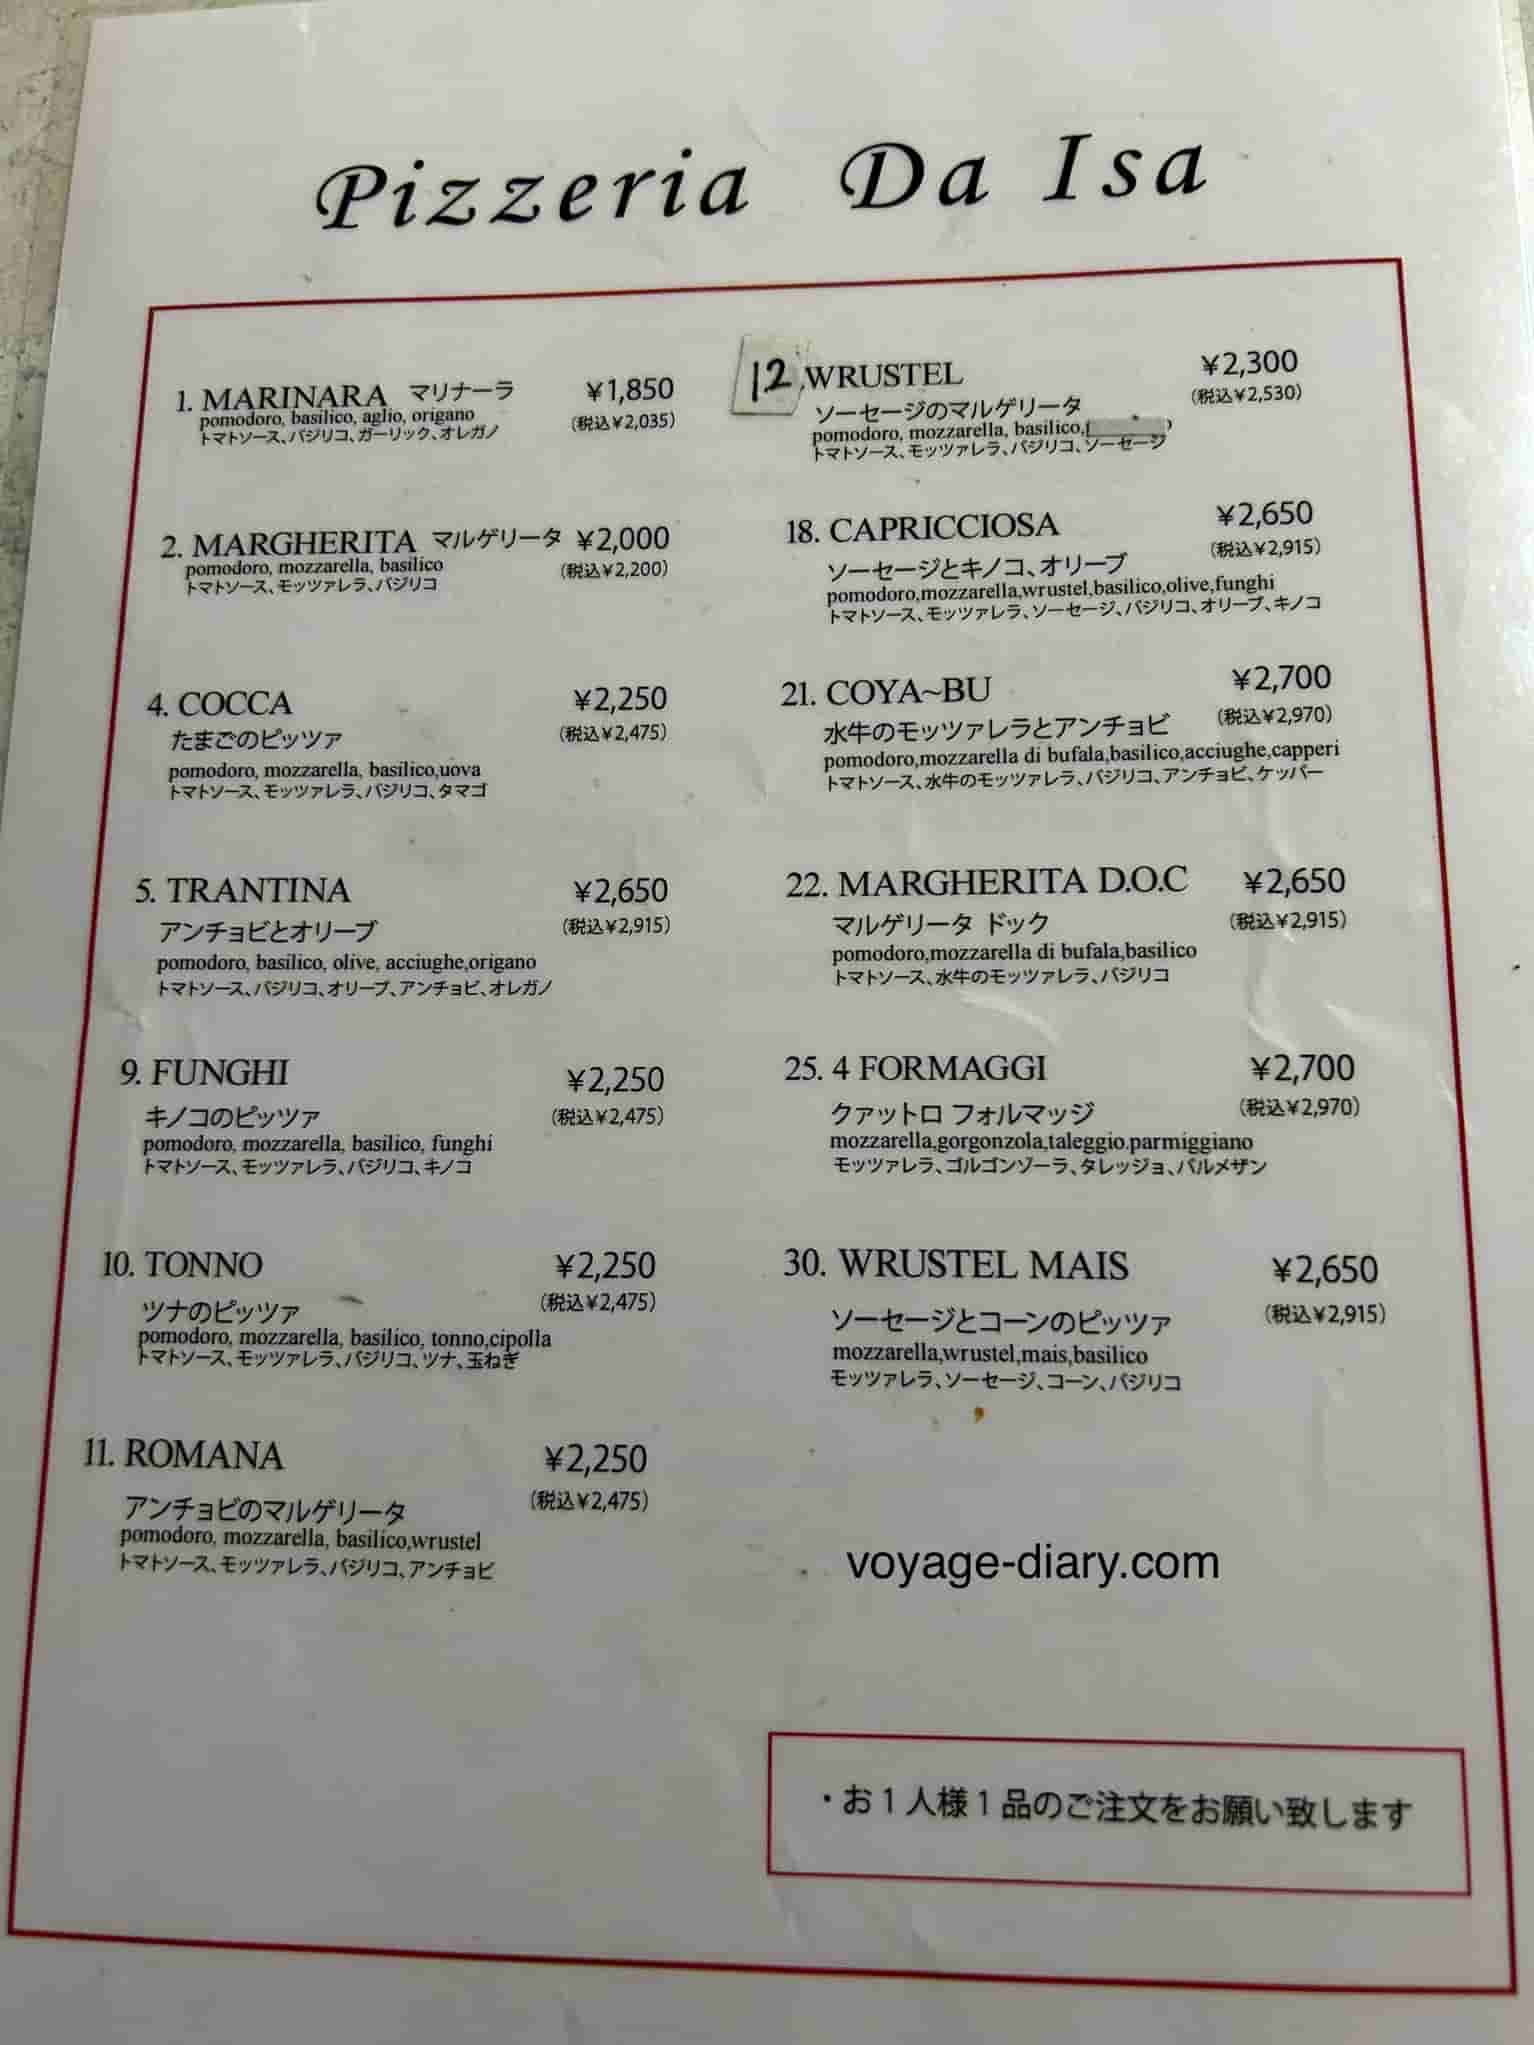 Pizzeria Da Isa
1. MARINARA マリナーラ ¥1,850
pomodoro, basilico, aglio, origano (税込¥2,035)
トマトソース、バジリコ、ガーリック、オレガノ
2. MARGHERITA マルゲリータ ¥2,000
pomodoro, mozzarella, basilico (税込¥2,200)
トマトソース、モッツァレラ、バジリコ
4. COCCA ¥2,250
たまごのピッツァ (税込¥2,475)
pomodoro, mozzarella, basilico,uova
トマトソース、モッツァレラ、バジリコ、タマゴ
5. TRANTINA ¥2,650
アンチョビとオリーブ (税込¥2,915)
pomodoro, basilico, olive, acciughe,origano
トマトソース、バジリコ、オリーブ、アンチョビ、オレガノ
9. FUNGHI ¥2,250
キノコのピッツァ (税込¥2,475)
pomodoro, mozzarella, basilico, funghi
トマトソース、モッツァレラ、バジリコ、キノコ
10. TONNO ¥2,250
ツナのピッツァ (税込¥2,475)
pomodoro, mozzarella, basilico, tonno,cipolla
トマトソース、モッツァレラ、バジリコ、ツナ、玉ねぎ
11. ROMANA ¥2,250
アンチョビのマルゲリータ (税込¥2,475)
pomodoro, mozzarella, basilico,wrustel
トマトソース、モッツァレラ、バジリコ、アンチョビ
12 .WRUSTEL ¥2,300
ソーセージのマルゲリータ (税込¥2,530)
pomodoro, mozzarella, basilico,
トマトソース、モッツァレラ、バジリコ、ソーセージ
18. CAPRICCIOSA ¥2,650
ソーセージとキノコ、オリーブ (税込¥2,915)
pomodoro,mozzarella,wrustel,basilico,olive,funghi
トマトソース、モッツァレラ、ソーセージ、バジリコ、オリーブ、キノコ
21. COYA~BU ¥2,700
水牛のモッツァレラとアンチョビ (税込¥2,970)
pomodoro,mozzarella di bufala,basilico,acciughe,capperi
トマトソース、水牛のモッツァレラ、バジリコ、アンチョビ、ケッパー
22. MARGHERITA D.O.C ¥2,650
マルゲリータ ドック (税込¥2,915)
pomodoro,mozzarella di bufala,basilico
トマトソース、水牛のモッツァレラ、バジリコ
25. 4 FORMAGGI ¥2,700
クァットロ フォルマッジ (税込¥2,970)
mozzarella,gorgonzola,taleggio.parmiggiano
モッツァレラ、ゴルゴンゾーラ、タレッジョ、パルメザン
30. WRUSTEL MAIS ¥2,650
ソーセージとコーンのピッツァ (税込¥2,915)
mozzarella,wrustel,mais,basilico
モッツァレラ、ソーセージ、コーン、バジリコ
voyage-diary.com
・お1人様1品のご注文をお願い致します